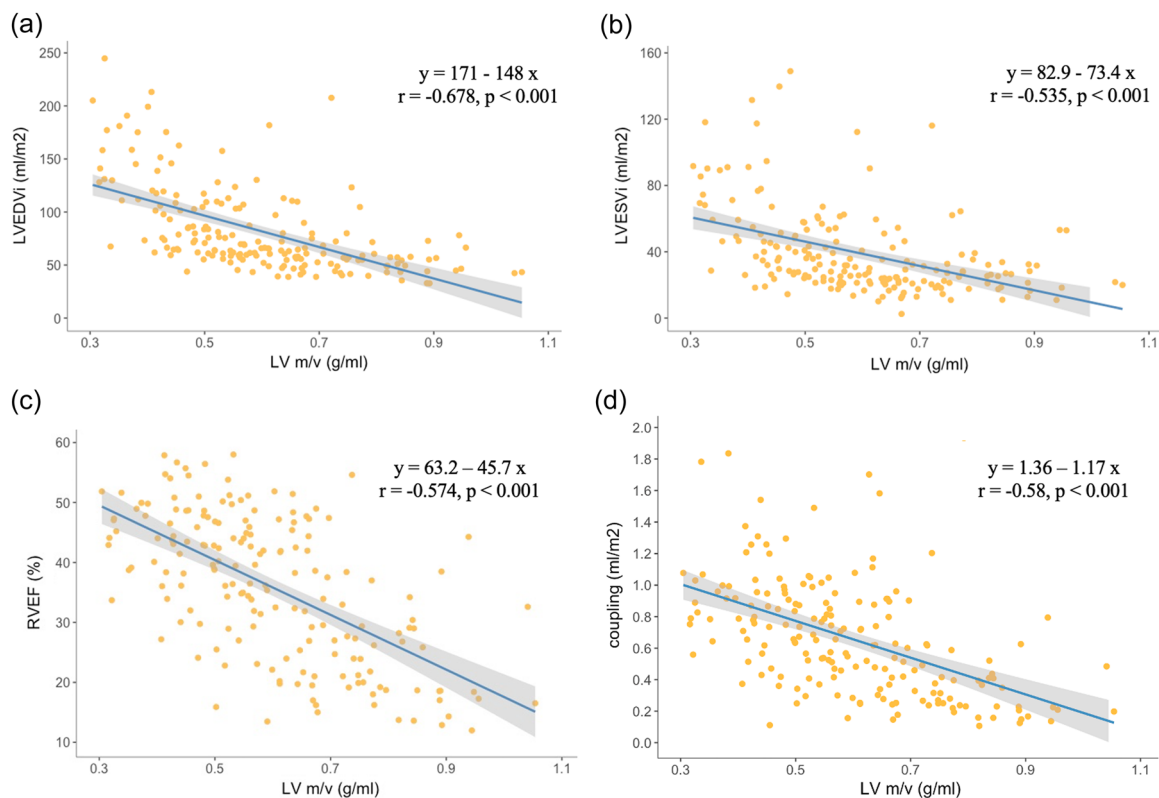 (a)
250
200
150
100
50
0
LVEDVi (ml/m2)
y = 171 - 148 x
r = -0.678, p < 0.001
0.3 0.5 0.7 0.9 1.1
LV m/v (g/ml)
(b)
160
120
80
40
0
LVESVi (ml/m2)
y = 82.9 - 73.4 x
r = -0.535, p < 0.001
0.3 0.5 0.7 0.9 1.1
LV m/v (g/ml)
(c)
60
50
40
30
20
10
RVEF (%)
y = 63.2 – 45.7 x
r = -0.574, p < 0.001
0.3 0.5 0.7 0.9 1.1
LV m/v (g/ml)
(d)
2.0
1.8
1.6
1.4
1.2
1.0
0.8
0.6
0.4
0.2
0.0
coupling (ml/m2)
y = 1.36 – 1.17 x
r = -0.58, p < 0.001
0.3 0.5 0.7 0.9 1.1
LV m/v (g/ml)